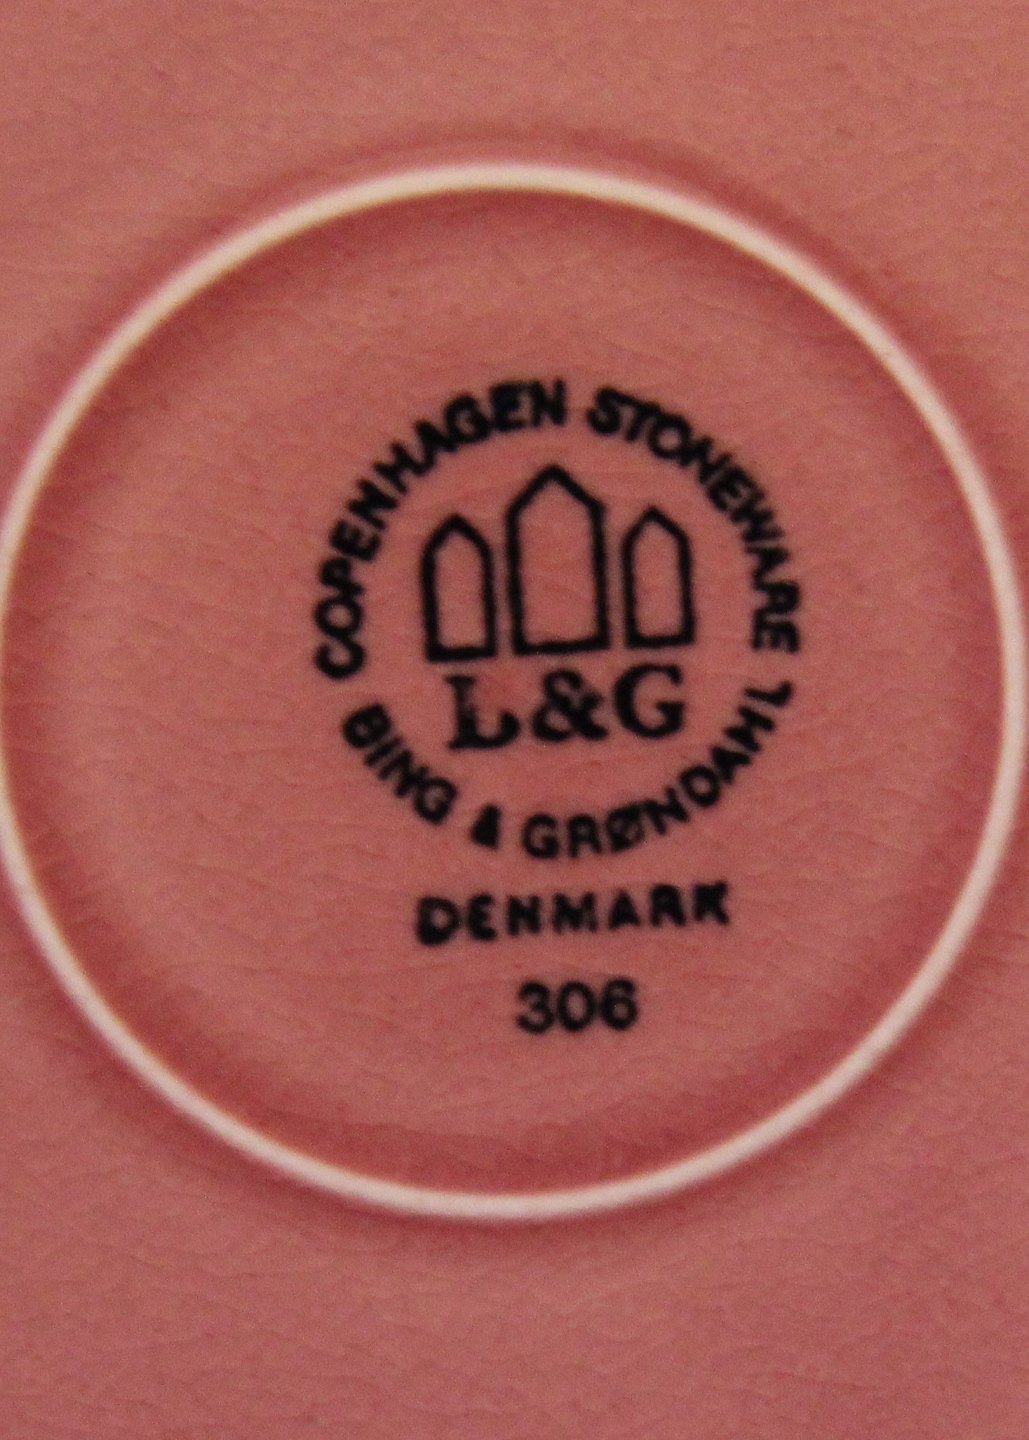 COPENHAGEN STONEWARE
L&G
BING & GRØNDAHL
DENMARK
306